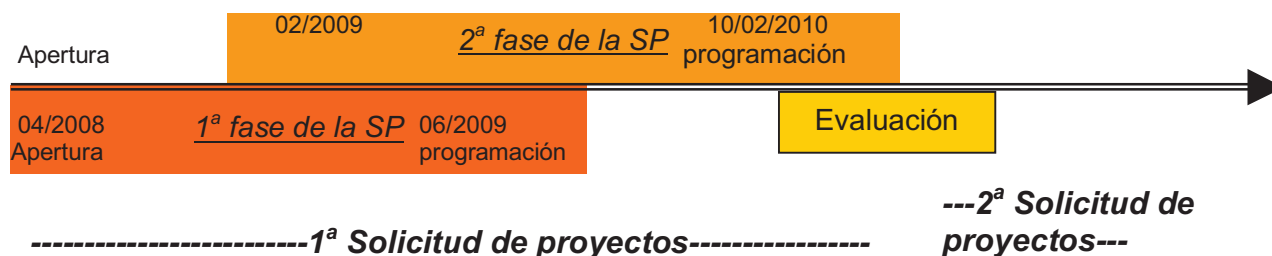 02/2009
Apertura
2ª fase de la SP
10/02/2010
programación
04/2008
Apertura
1ª fase de la SP
06/2009
programación
Evaluación
---2ª Solicitud de
proyectos---
--------------------------1ª Solicitud de proyectos-----------------